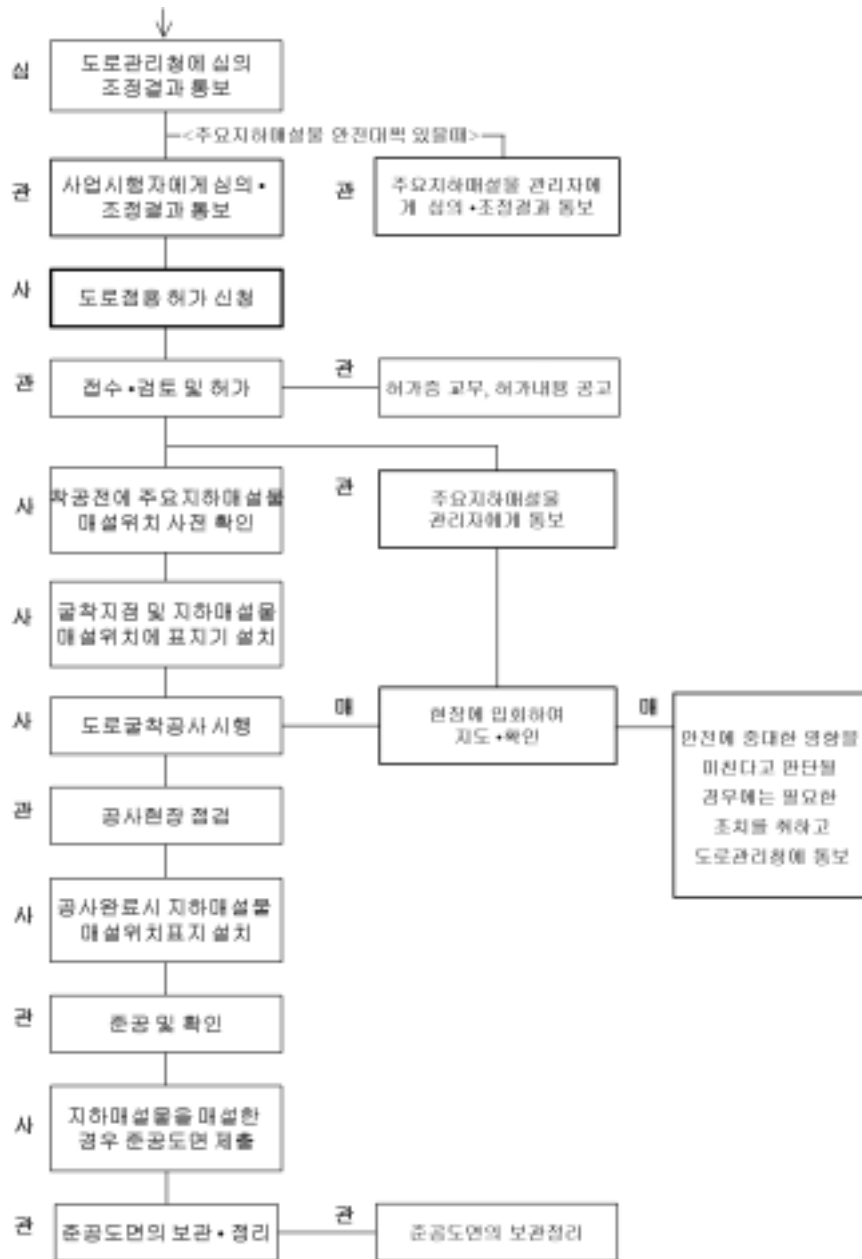 심
도로관리청에 심의
조정결과 통보
<주요지하매설물 안전대책 있을때>
관
사업시행자에게 심의•
조정결과 통보
관
주요지하매설물 관리자에
게 심의•조정결과 통보
사
도로점용 허가 신청
관
접수•검토 및 허가
관
허가증 교부, 허가내용 공고
사
착공전에 주요지하매설물
매설위치 사전 확인
관
주요지하매설물
관리자에게 통보
사
굴착지점 및 지하매설물
매설위치에 표지기 설치
사
도로굴착공사 시행
매
현장에 입회하여
지도•확인
매
안전에 중대한 영향을
미친다고 판단될
경우에는 필요한
조치를 취하고
도로관리청에 통보
관
공사현장 점검
사
공사완료시 지하매설물
매설위치표지 설치
관
준공 및 확인
사
지하매설물을 매설한
경우 준공도면 제출
관
준공도면의 보관•정리
관
준공도면의 보관정리